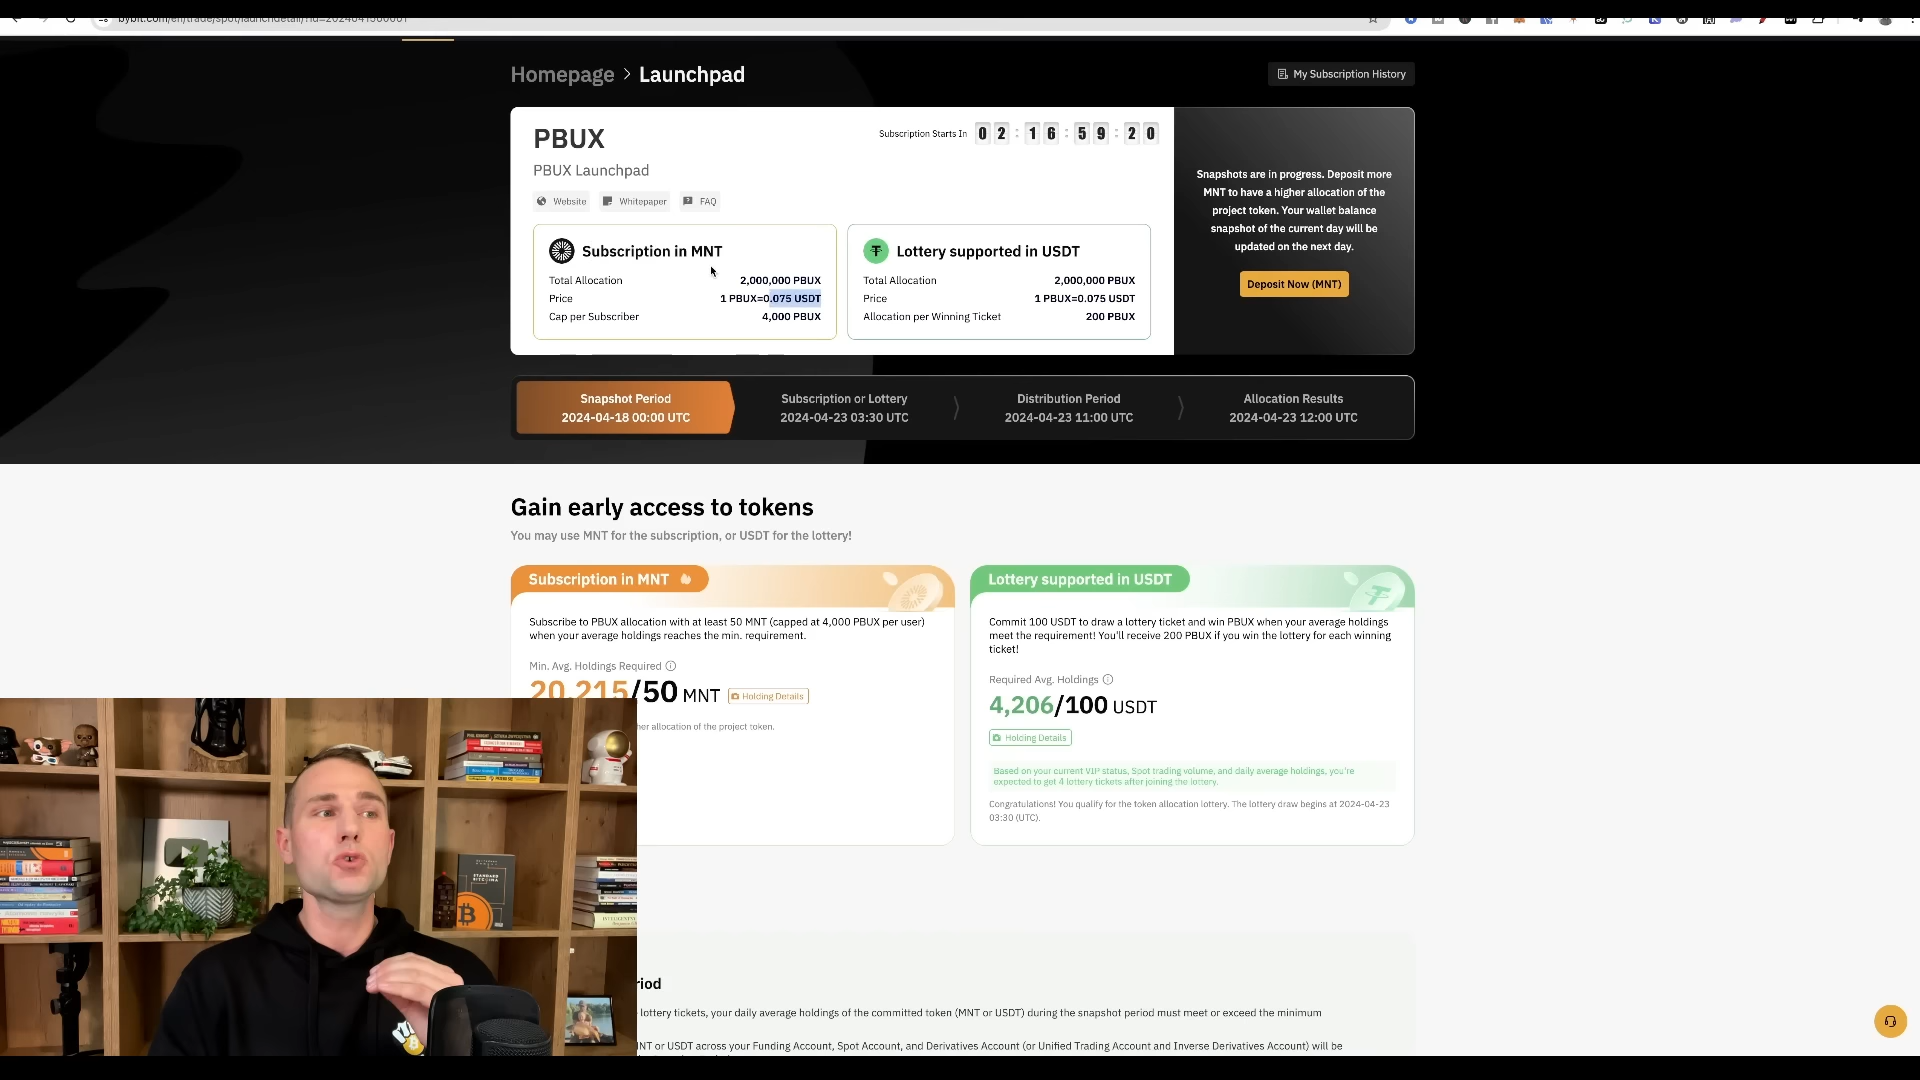 Homepage > Launchpad
My Subscription History
PBUX
Subscription Starts In 02 : 16 : 59 : 20
PBUX Launchpad
Website Whitepaper FAQ
Subscription in MNT
Total Allocation 2,000,000 PBUX
Price 1 PBUX=0.075 USDT
Cap per Subscriber 4,000 PBUX
Lottery supported in USDT
Total Allocation 2,000,000 PBUX
Price 1 PBUX=0.075 USDT
Allocation per Winning Ticket 200 PBUX
Snapshots are in progress. Deposit more
MNT to have a higher allocation of the
project token. Your wallet balance
snapshot of the current day will be
updated on the next day.
Deposit Now (MNT)
Snapshot Period
2024-04-18 00:00 UTC
Subscription or Lottery
2024-04-23 03:30 UTC
Distribution Period
2024-04-23 11:00 UTC
Allocation Results
2024-04-23 12:00 UTC
Gain early access to tokens
You may use MNT for the subscription, or USDT for the lottery!
Subscription in MNT
Subscribe to PBUX allocation with at least 50 MNT (capped at 4,000 PBUX per user)
when your average holdings reaches the min. requirement.
Min. Avg. Holdings Required
20,215/50 MNT Holding Details
her allocation of the project token.
Lottery supported in USDT
Commit 100 USDT to draw a lottery ticket and win PBUX when your average holdings
meet the requirement! You'll receive 200 PBUX if you win the lottery for each winning
ticket!
Required Avg. Holdings
4,206/100 USDT
Holding Details
Based on your current VIP status, Spot trading volume, and daily average holdings, you're
expected to get 4 lottery tickets after joining the lottery.
Congratulations! You qualify for the token allocation lottery. The lottery draw begins at 2024-04-23
03:30 (UTC).
riod
lottery tickets, your daily average holdings of the committed token (MNT or USDT) during the snapshot period must meet or exceed the minimum
NT or USDT across your Funding Account, Spot Account, and Derivatives Account (or Unified Trading Account and Inverse Derivatives Account) will be